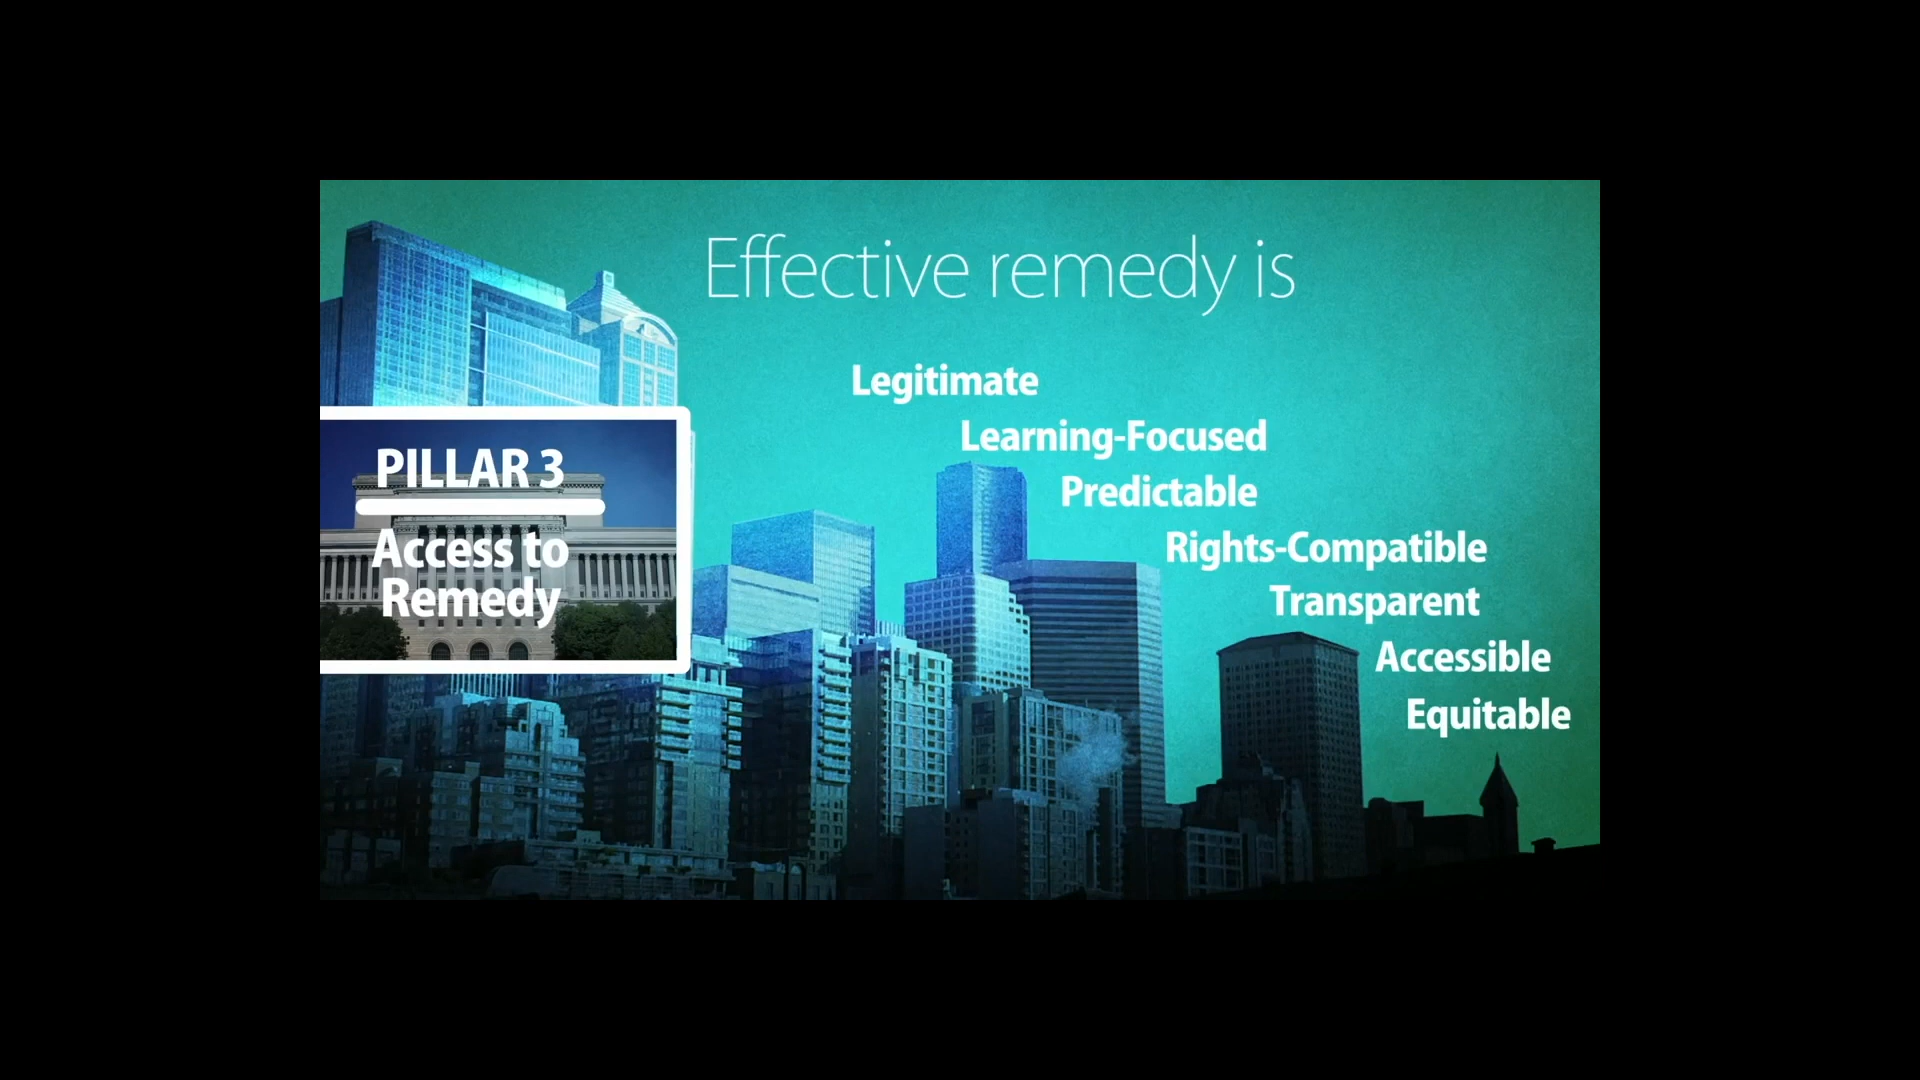 Effective remedy is
Legitimate
Learning-Focused
Predictable
Rights-Compatible
Transparent
Accessible
Equitable
PILLAR 3
Access to
Remedy